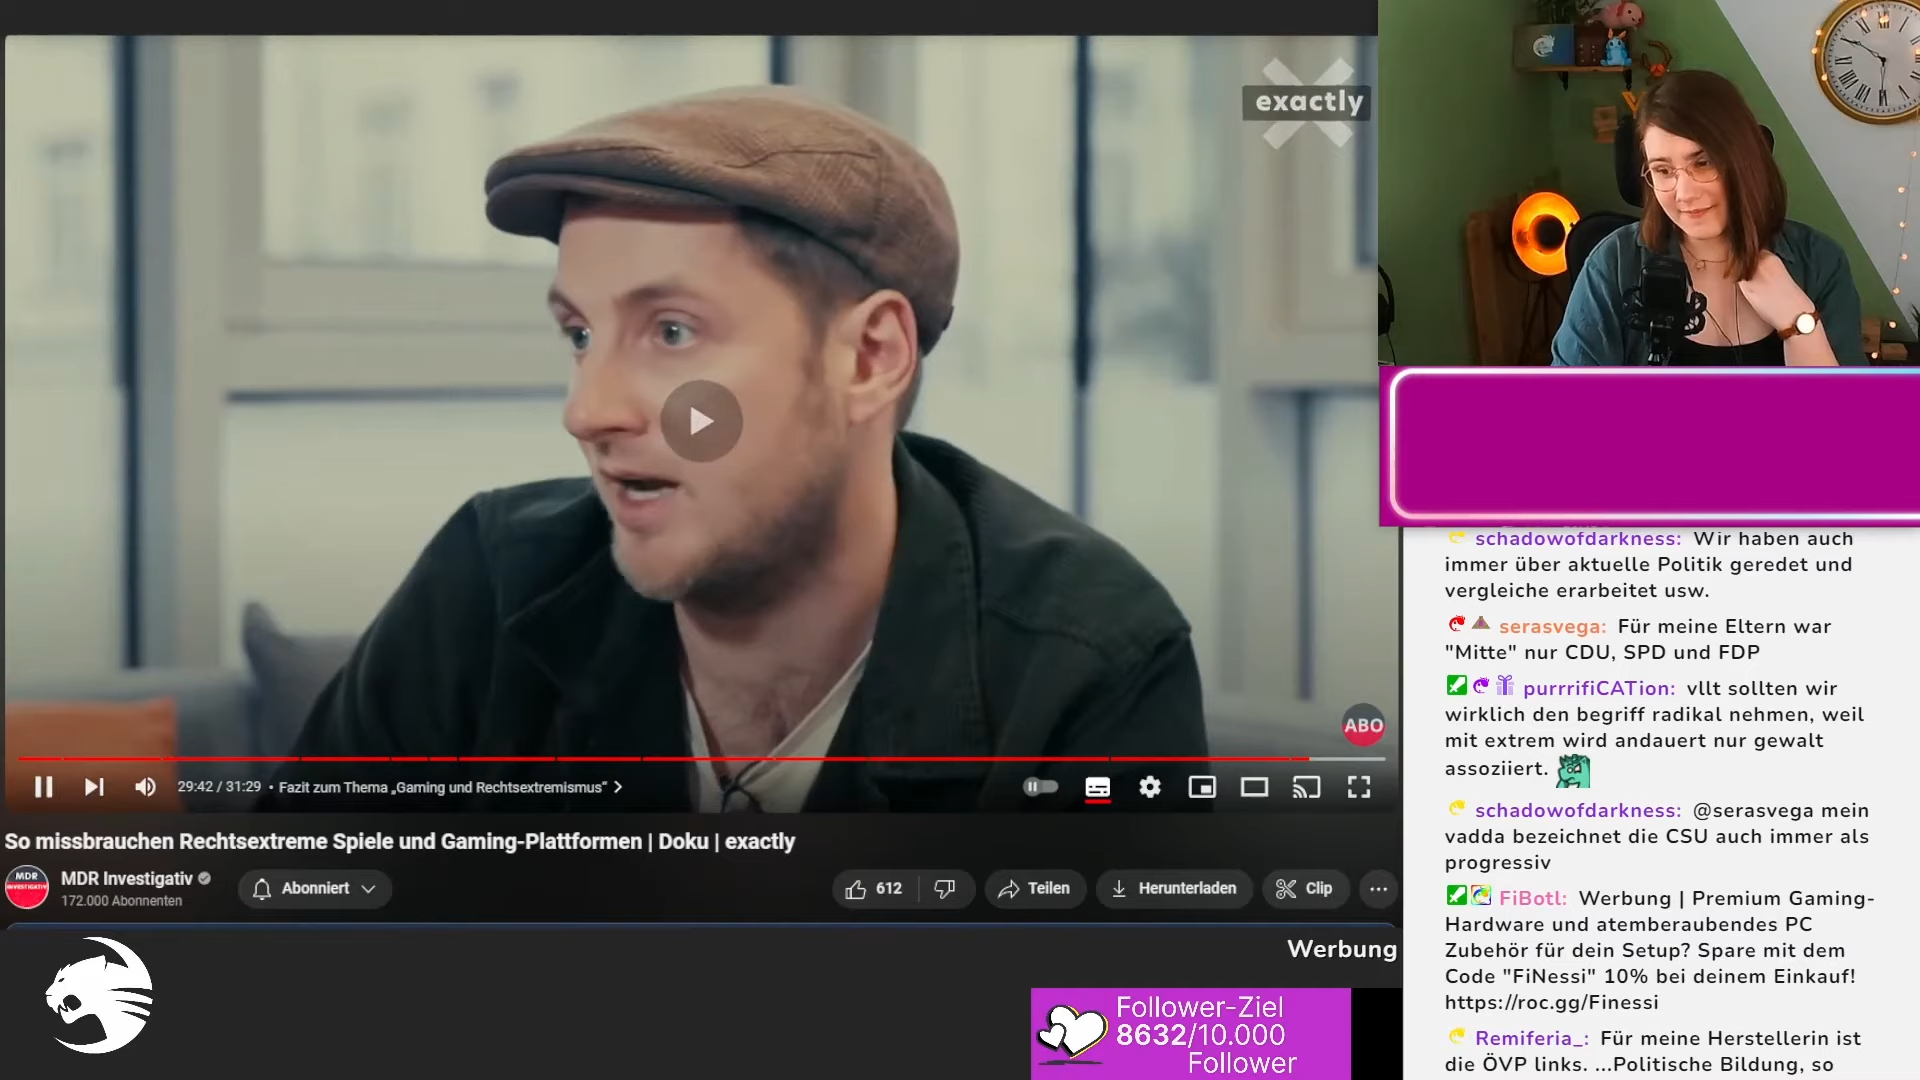 exactly
ABO
29:42 / 31:29 • Fazit zum Thema „Gaming und Rechtsextremismus“
So missbrauchen Rechtsextreme Spiele und Gaming-Plattformen | Doku | exactly
MDR
INVESTIGATIV
MDR Investigativ
172.000 Abonnenten
Abonniert
612
Teilen
Herunterladen
Clip
Werbung
Follower-Ziel
8632/10.000
Follower
schadowofdarkness: Wir haben auch
immer über aktuelle Politik geredet und
vergleiche erarbeitet usw.
serasvega: Für meine Eltern war
"Mitte" nur CDU, SPD und FDP
purrrifiCATion: vllt sollten wir
wirklich den begriff radikal nehmen, weil
mit extrem wird andauert nur gewalt
assoziiert.
schadowofdarkness: @serasvega mein
vadda bezeichnet die CSU auch immer als
progressiv
FiBotl: Werbung | Premium Gaming-
Hardware und atemberaubendes PC
Zubehör für dein Setup? Spare mit dem
Code "FiNessi" 10% bei deinem Einkauf!
https://roc.gg/Finessi
Remiferia_: Für meine Herstellerin ist
die ÖVP links. ...Politische Bildung, so